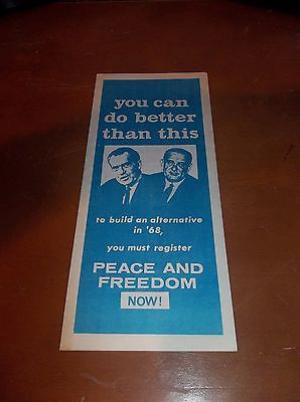 you can
do better
than this
to build an alternative
in '68,
you must register
PEACE AND
FREEDOM
NOW!